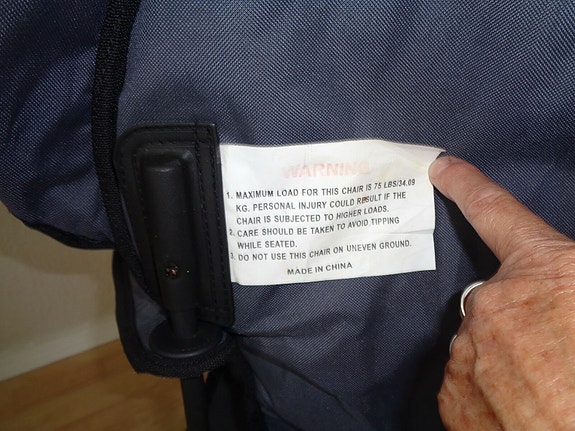 WARNING
1. MAXIMUM LOAD FOR THIS CHAIR IS 75 LBS/34.09
KG. PERSONAL INJURY COULD RESULT IF THE
CHAIR IS SUBJECTED TO HIGHER LOADS.
2. CARE SHOULD BE TAKEN TO AVOID TIPPING
WHILE SEATED.
3. DO NOT USE THIS CHAIR ON UNEVEN GROUND.
MADE IN CHINA